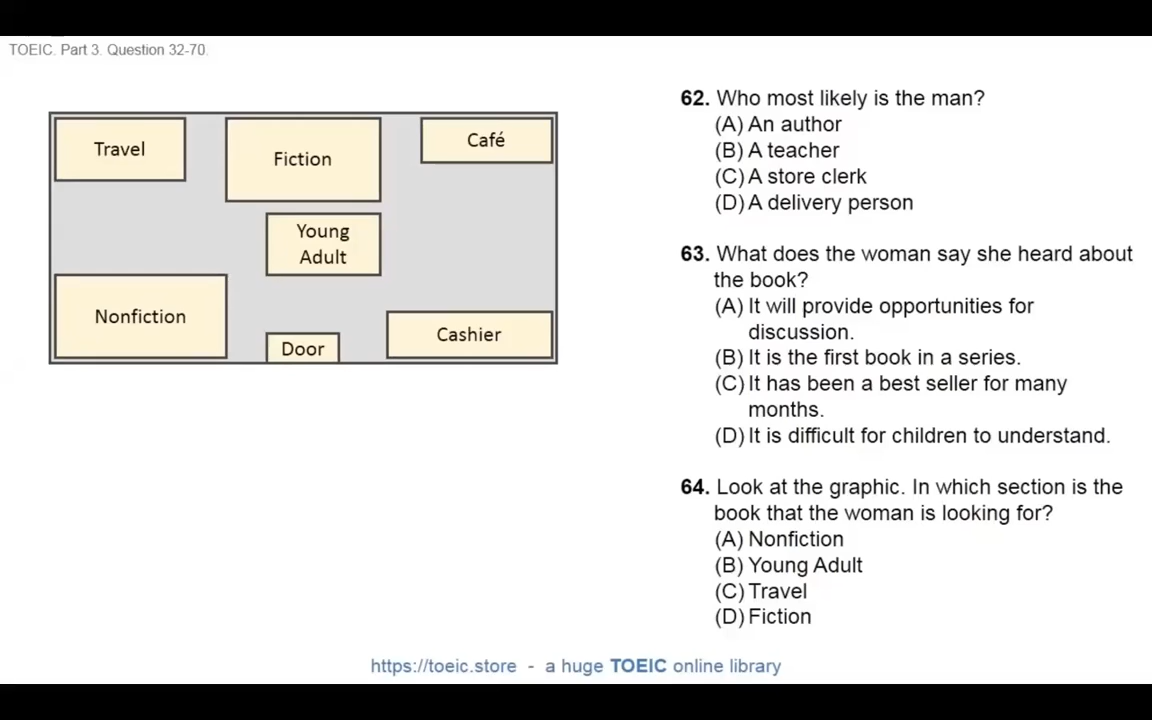 TOEIC. Part 3. Question 32-70.
Travel
Fiction
Café
Young
Adult
Nonfiction
Door
Cashier
62. Who most likely is the man?
(A) An author
(B) A teacher
(C) A store clerk
(D) A delivery person
63. What does the woman say she heard about
the book?
(A) It will provide opportunities for
discussion.
(B) It is the first book in a series.
(C) It has been a best seller for many
months.
(D) It is difficult for children to understand.
64. Look at the graphic. In which section is the
book that the woman is looking for?
(A) Nonfiction
(B) Young Adult
(C) Travel
(D) Fiction
https://toeic.store - a huge TOEIC online library